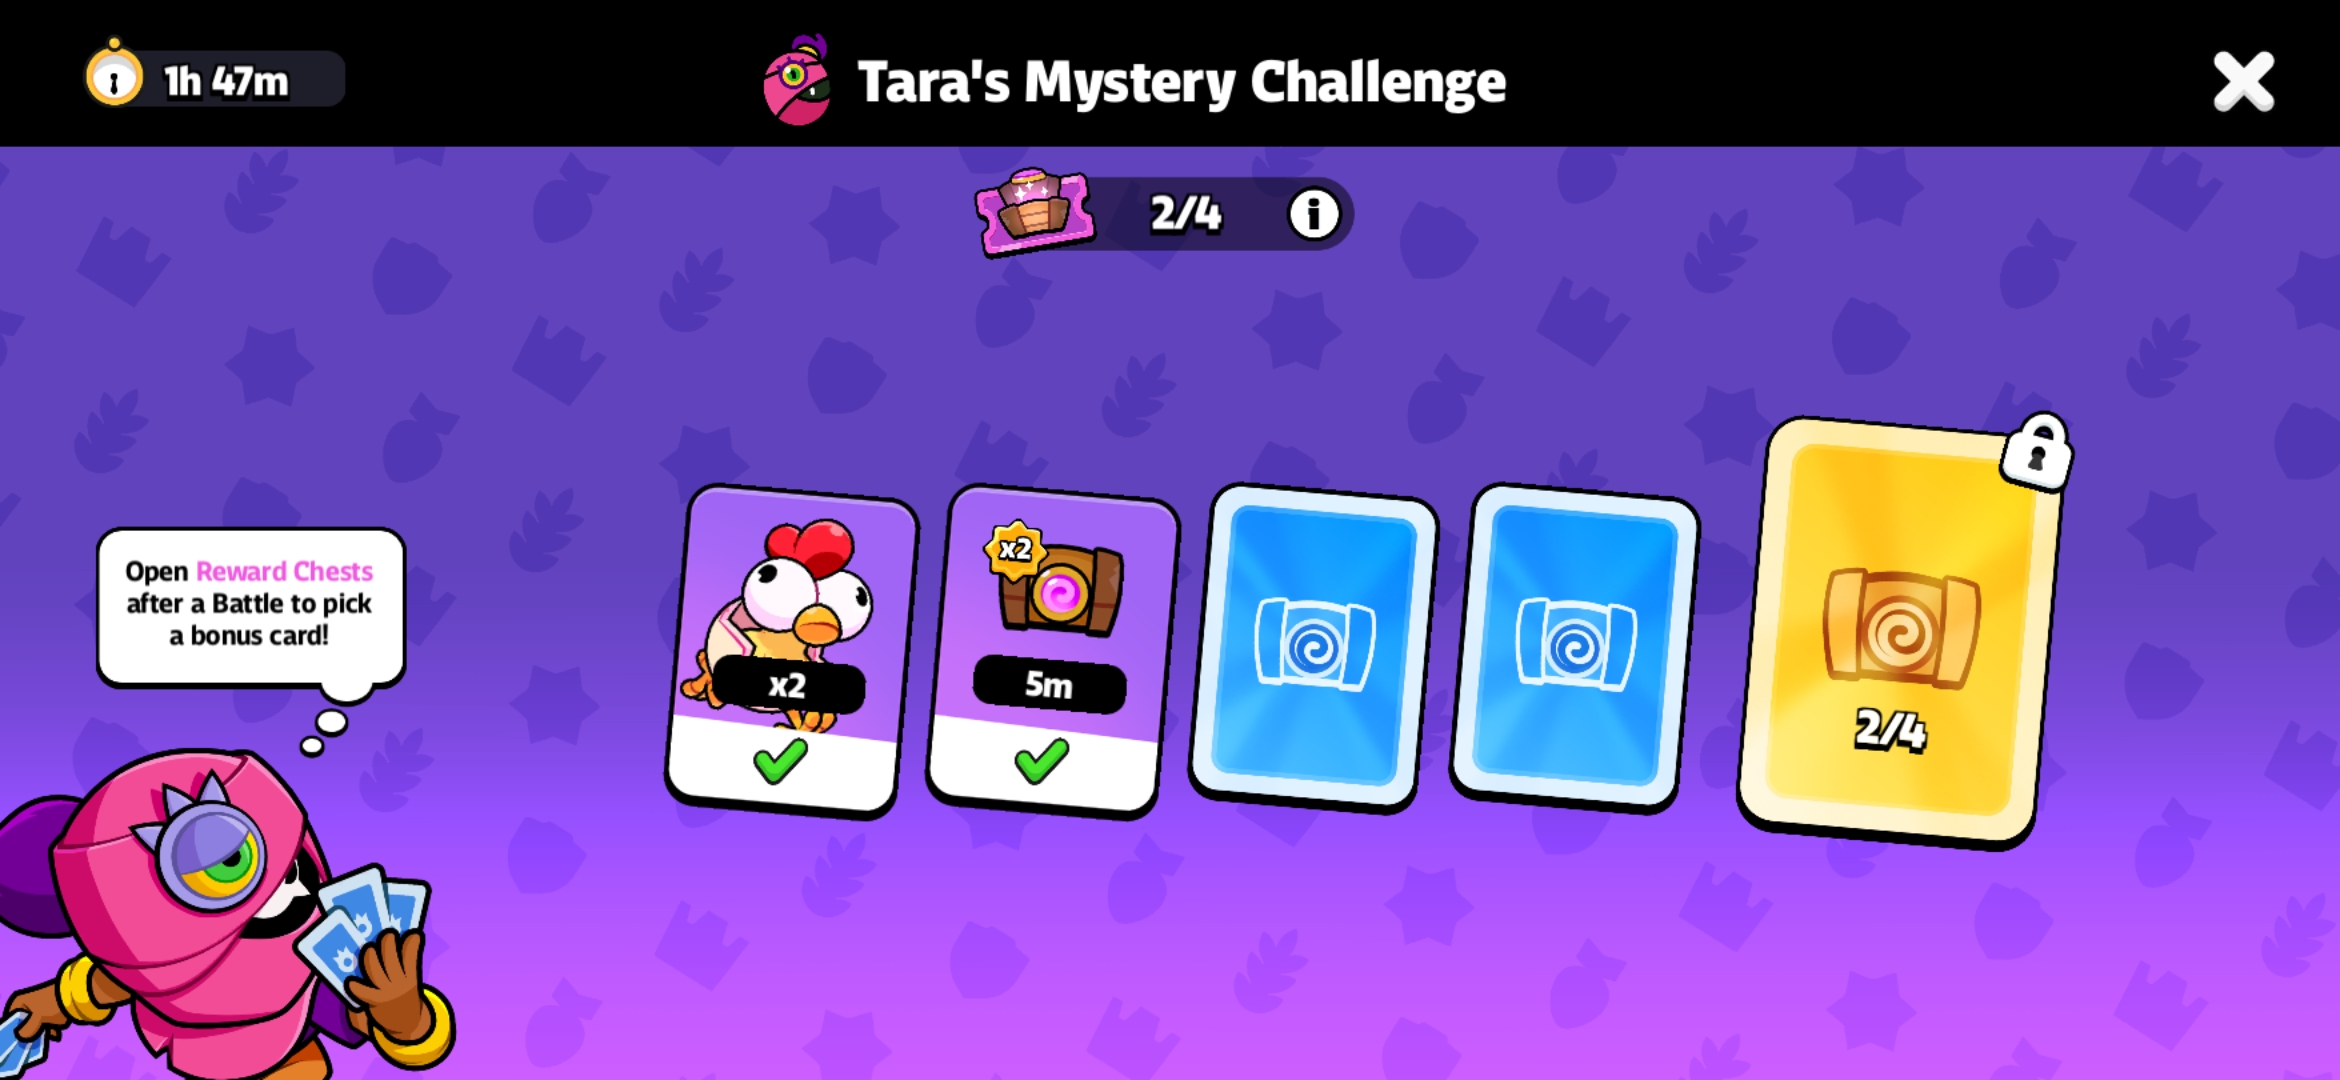 1h 47m
Tara's Mystery Challenge
2/4
i
Open Reward Chests
after a Battle to pick
a bonus card!
x2
x2
5m
2/4